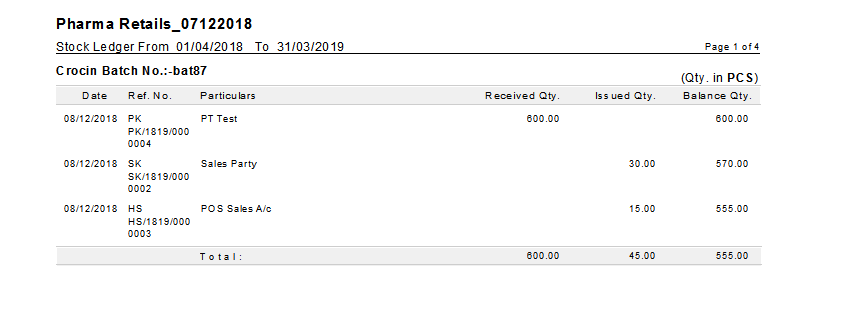 Pharma Retails_07122018
Stock Ledger From 01/04/2018 To 31/03/2019
Page 1 of 4
Crocin Batch No.:-bat87
(Qty. in PCS)
Date Ref. No. Particulars Received Qty. Issued Qty. Balance Qty.
08/12/2018 PK PT Test 600.00 600.00
PK/1819/000
0004
08/12/2018 SK Sales Party 30.00 570.00
SK/1819/000
0002
08/12/2018 HS POS Sales A/c 15.00 555.00
HS/1819/000
0003
Total: 600.00 45.00 555.00